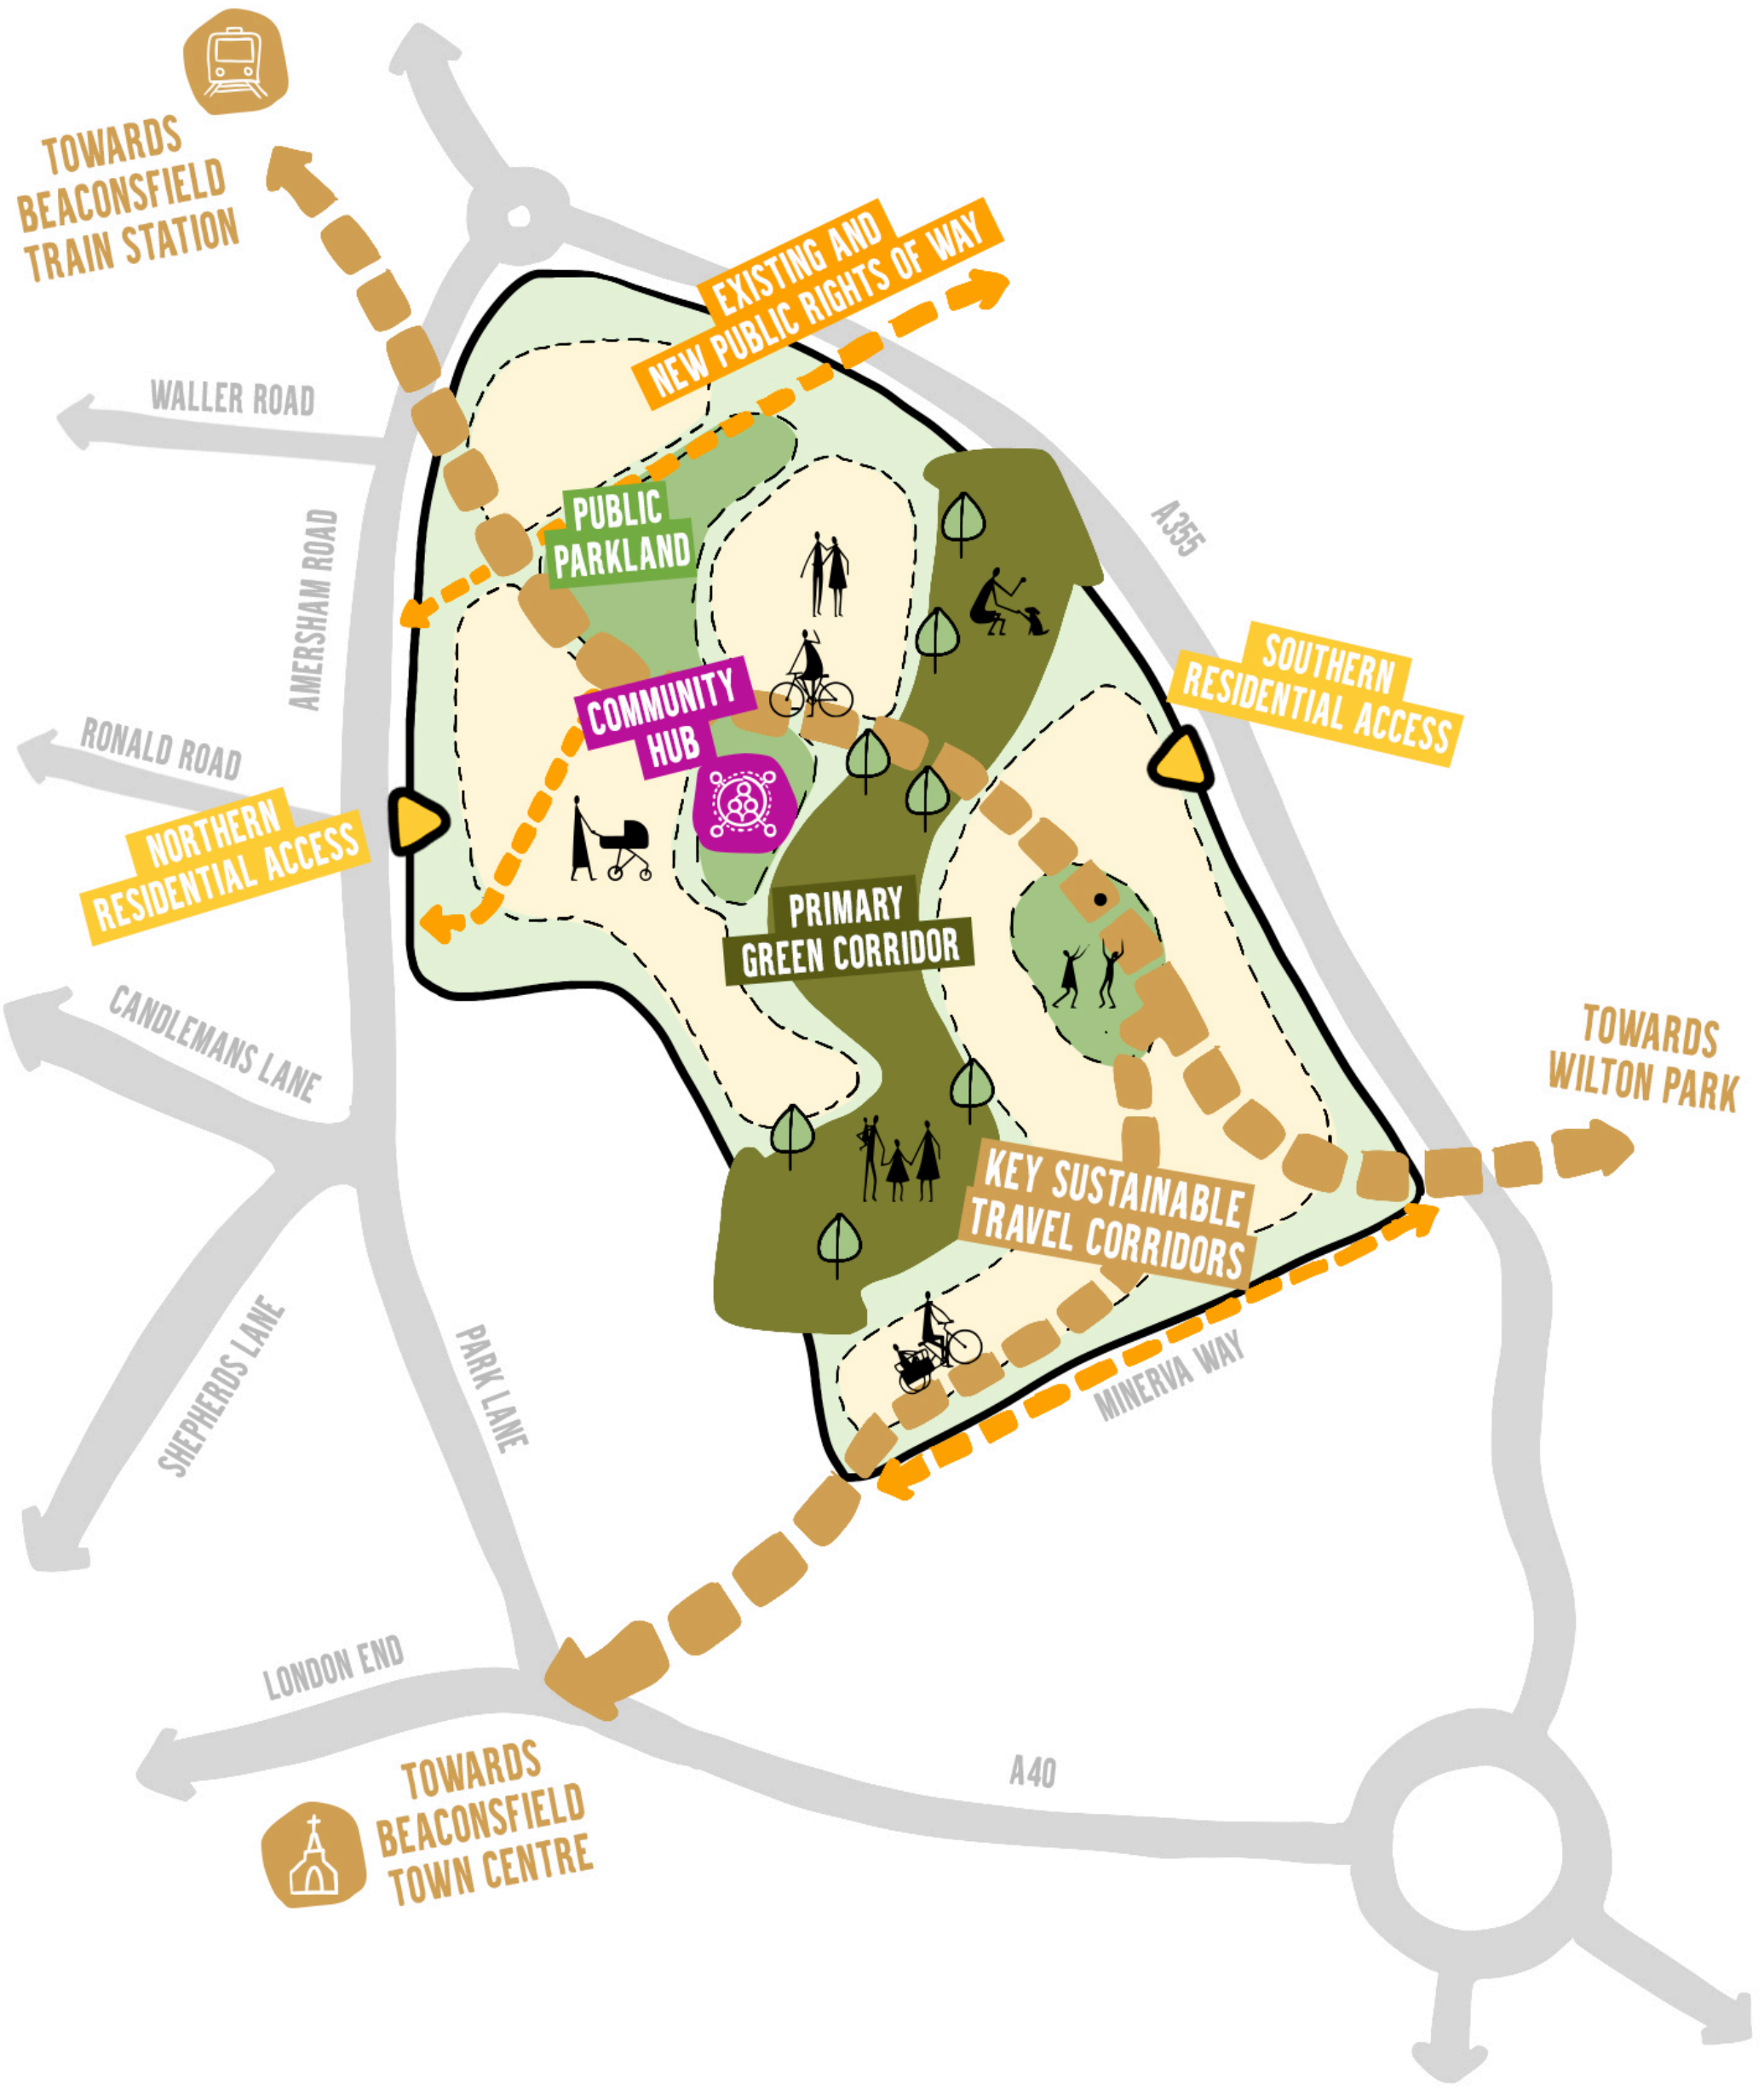 TOWARDS
BEACONSFIELD
TRAIN STATION
EXISTING AND
NEW PUBLIC RIGHTS OF WAY
WALLER ROAD
PUBLIC
PARKLAND
A355
AMERSHAM ROAD
SOUTHERN
RESIDENTIAL ACCESS
COMMUNITY
HUB
RONALD ROAD
NORTHERN
RESIDENTIAL ACCESS
PRIMARY
GREEN CORRIDOR
CANDLEMANS LANE
TOWARDS
WILTON PARK
KEY SUSTAINABLE
TRAVEL CORRIDORS
SHEPHERDS LANE
PARK LANE
MINERVA WAY
LONDON END
TOWARDS
BEACONSFIELD
TOWN CENTRE
A40